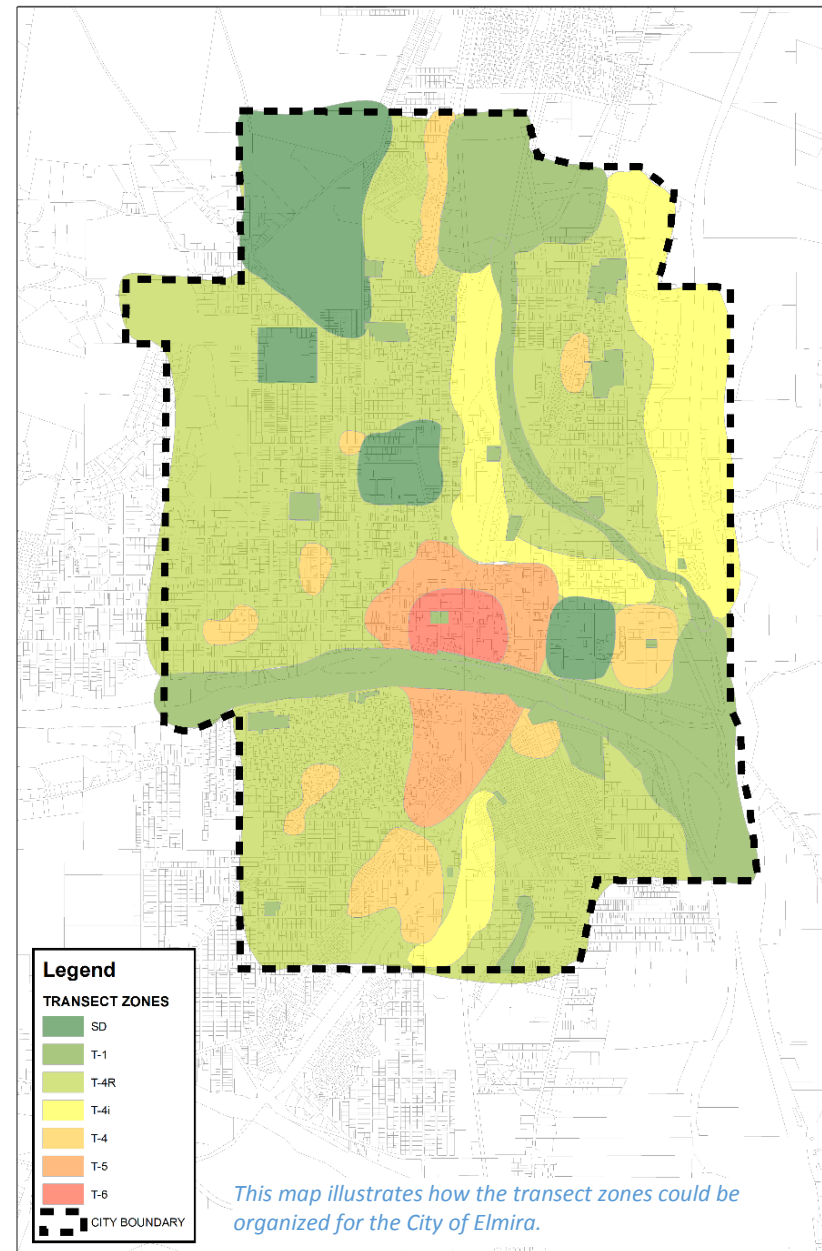 Legend
TRANSECT ZONES
SD
T-1
T-4R
T-4i
T-4
T-5
T-6
CITY BOUNDARY
This map illustrates how the transect zones could be
organized for the City of Elmira.